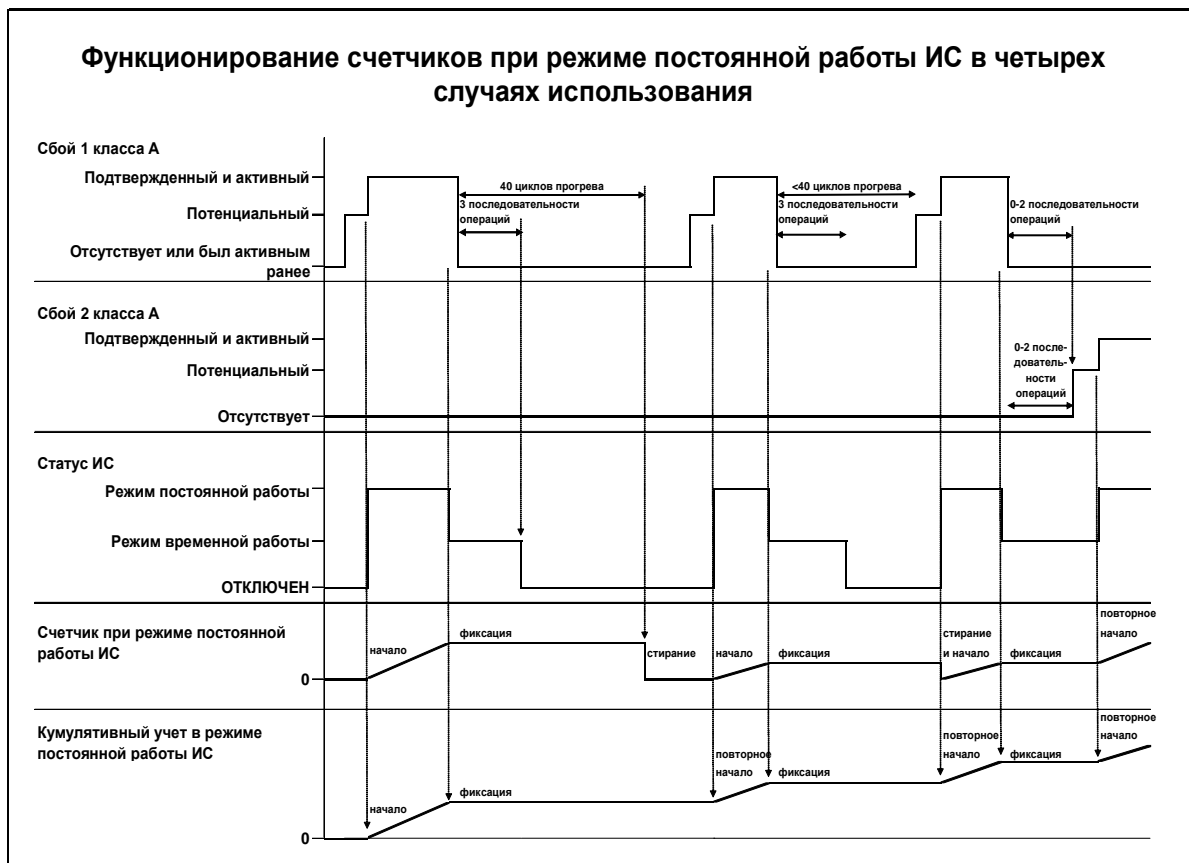 Функционирование счетчиков при режиме постоянной работы ИС в четырех
случаях использования
Сбой 1 класса А
Подтвержденный и активный
Потенциальный
Отсутствует или был активным
ранее
40 циклов прогрева
3 последовательности
операций
<40 циклов прогрева
3 последовательности
операций
0-2 последовательности
операций
Сбой 2 класса А
Подтвержденный и активный
Потенциальный
Отсутствует
0-2 после-
дователь-
ности
операций
Статус ИС
Режим постоянной работы
Режим временной работы
ОТКЛЮЧЕН
Счетчик при режиме постоянной
работы ИС
0
начало
фиксация
стирание
начало
фиксация
стирание
и начало
фиксация
повторное
начало
Кумулятивный учет в режиме
постоянной работы ИС
0
начало
фиксация
повторное
начало
фиксация
повторное
начало
фиксация
повторное
начало